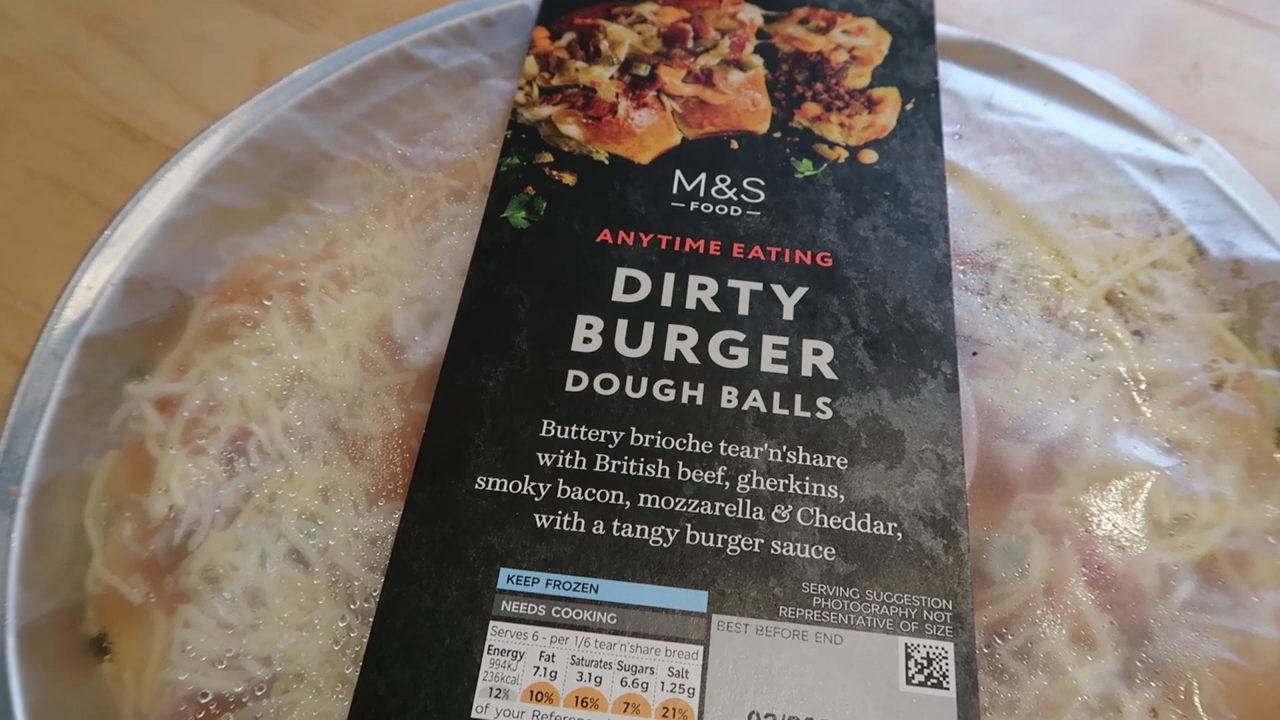 M&S
FOOD
ANYTIME EATING
DIRTY
BURGER
DOUGH BALLS
Buttery brioche tear'n'share
with British beef, gherkins,
smoky bacon, mozzarella & Cheddar,
with a tangy burger sauce
KEEP FROZEN
NEEDS COOKING
SERVING SUGGESTION
PHOTOGRAPHY NOT
REPRESENTATIVE OF SIZE
Serves 6 - per 1/6 tear'n'share bread
Energy Fat Saturates Sugars Salt
994kJ 7.1g 3.1g 6.6g 1.25g
236kcal
12% 10% 16% 7% 21%
of your
BEST BEFORE END